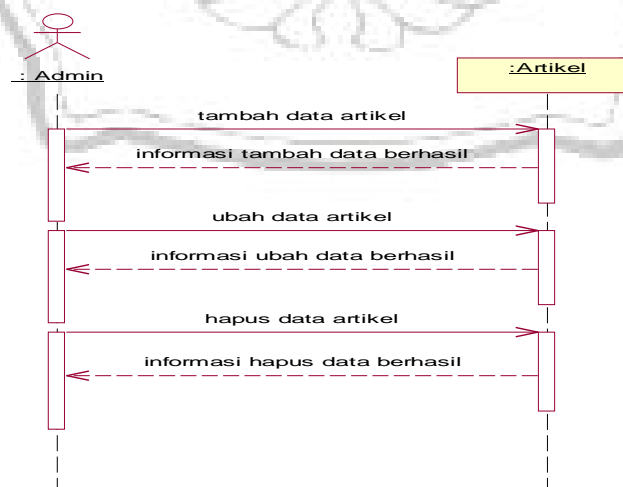 : Admin
:Artikel
tambah data artikel
informasi tambah data berhasil
ubah data artikel
informasi ubah data berhasil
hapus data artikel
informasi hapus data berhasil